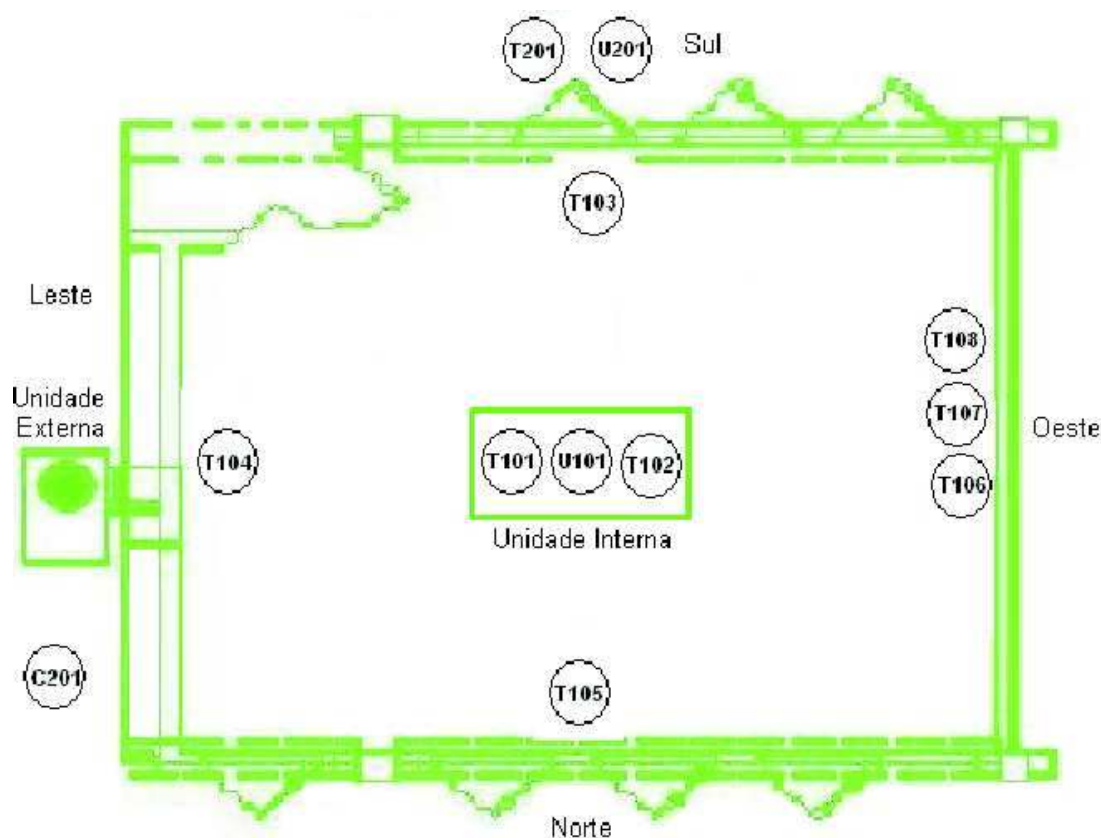 T201 U201 Sul
T103
Leste
T108
Unidade
Externa
T107
Oeste
T104
T101 U101 T102
T106
Unidade Interna
C201
T105
Norte